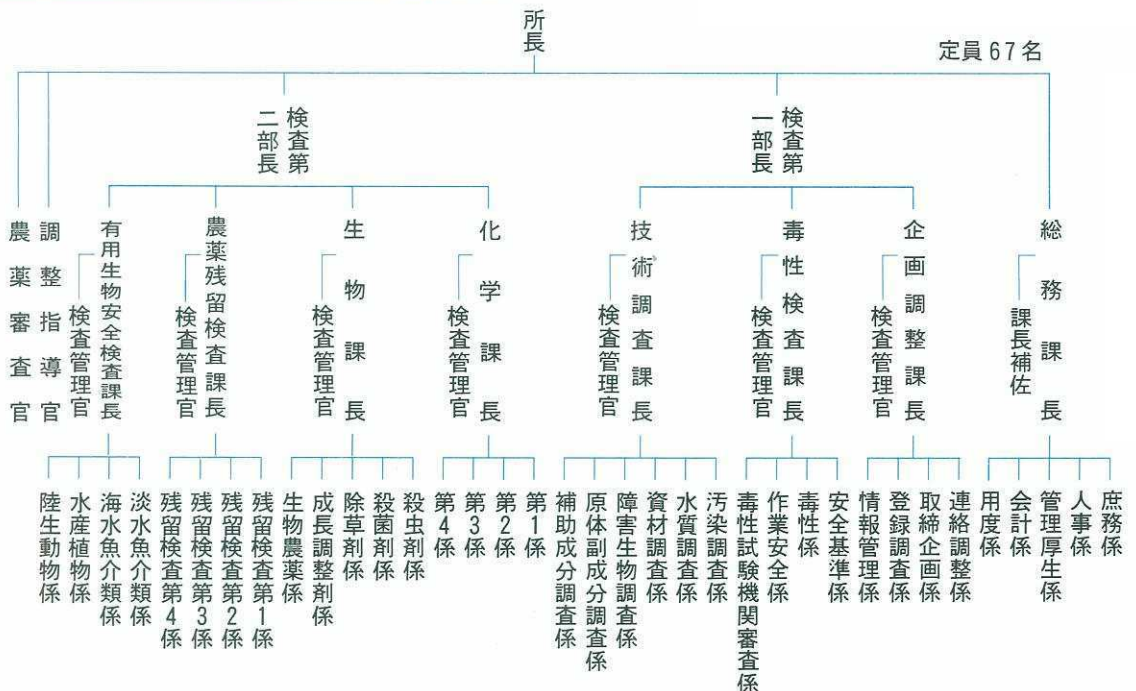 所長
定員67名
検査第二部長
検査第一部長
農薬審査官
調整指導官
有用生物安全検査課長
検査管理官
農薬残留検査課長
検査管理官
生物課長
検査管理官
化学課長
検査管理官
技術調査課長
検査管理官
毒性検査課長
検査管理官
企画調整課長
検査管理官
総務課長
課長補佐
陸生動物係
水産植物係
海水魚介類係
淡水魚介類係
残留検査第4係
残留検査第3係
残留検査第2係
残留検査第1係
生物農薬係
成長調整剤係
除草剤係
殺菌剤係
殺虫剤係
第4係
第3係
第2係
第1係
補助成分調査係
原体副成分調査係
障害生物調査係
資材調査係
水質調査係
汚染調査係
毒性試験機関審査係
作業安全係
毒性係
安全基準係
情報管理係
登録調査係
取締企画係
連絡調整係
用度係
会計係
管理厚生係
人事係
庶務係